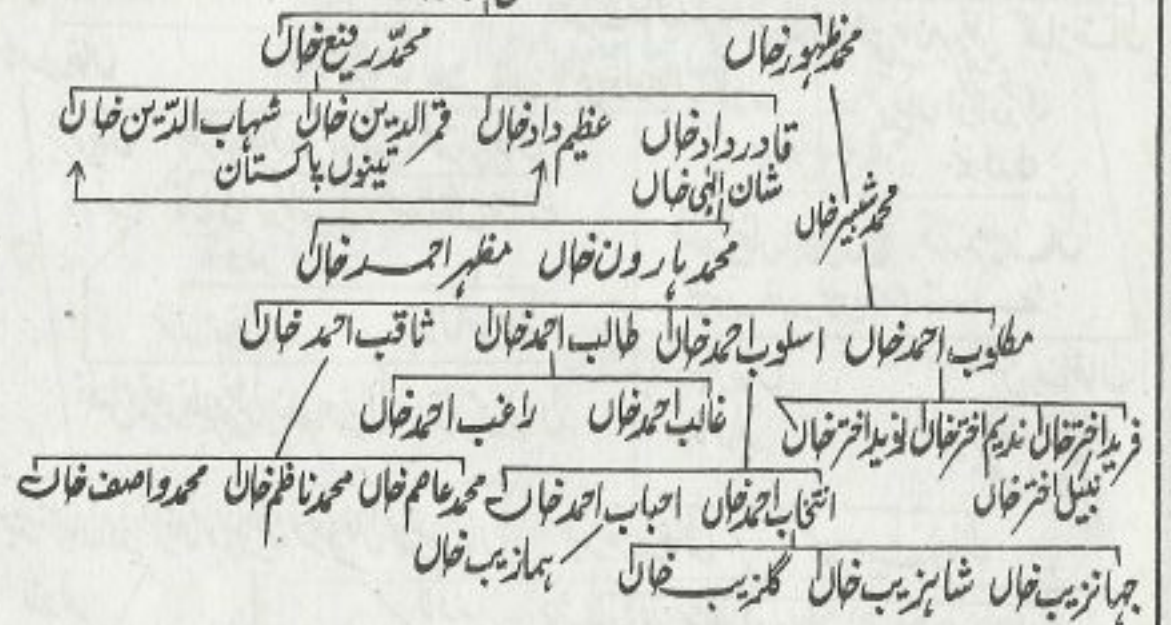 محمد ظہور خاں محمد رفیع خاں
قادر داد خاں عظیم داد خاں قمر الدین خاں شہاب الدین خاں
تینوں پاکستان
شان الٰہی خاں
محمد شبیر خاں
محمد ہارون خاں مظہر احمد خاں
مطلوب احمد خاں اسلوب احمد خاں طالب احمد خاں ثاقب احمد خاں
غالب احمد خاں راغب احمد خاں
فرید اختر خاں ندیم اختر خاں نوید اختر خاں
نبیل اختر خاں
انتخاب احمد خاں احباب احمد خاں محمد عاصم خاں محمد ناظم خاں محمد واصف خاں
ہمازیب خاں
جہانزیب خاں شاہزیب خاں گلزیب خاں